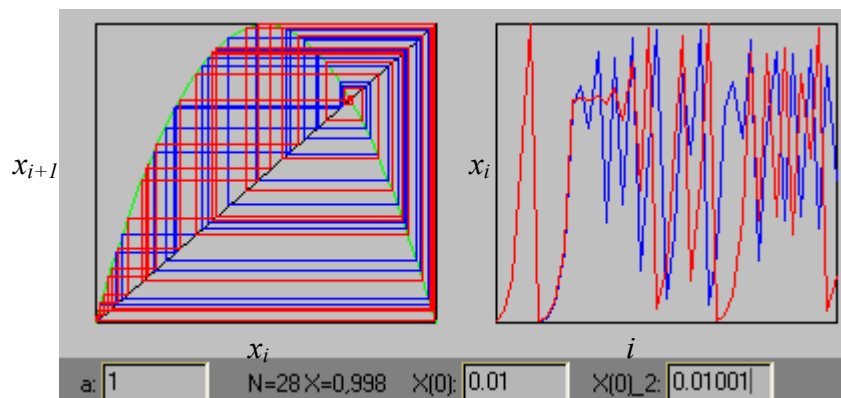 x_{i+1}
x_i
x_i
i
a: 1 N=28 X=0,998 X(0): 0.01 X(0)_2: 0.01001